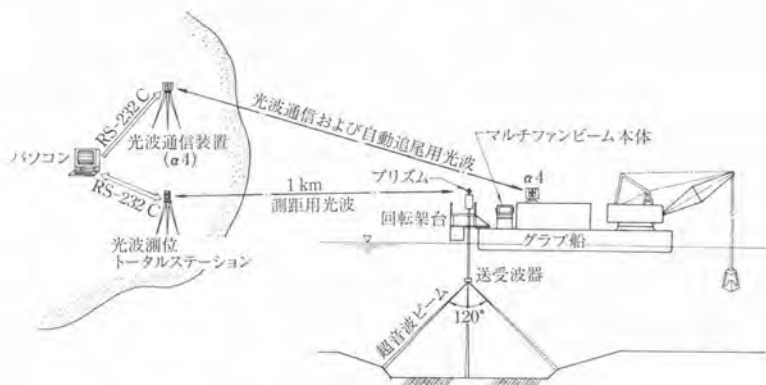 RS-232 C
光波通信装置
(α4)
パソコン
RS-232 C
光波測位
トータルステーション
光波通信および自動追尾用光波
1 km
測距用光波
プリズム
マルチファンビーム本体
α4
回転架台
グラブ船
送受波器
超音波ビーム
120°